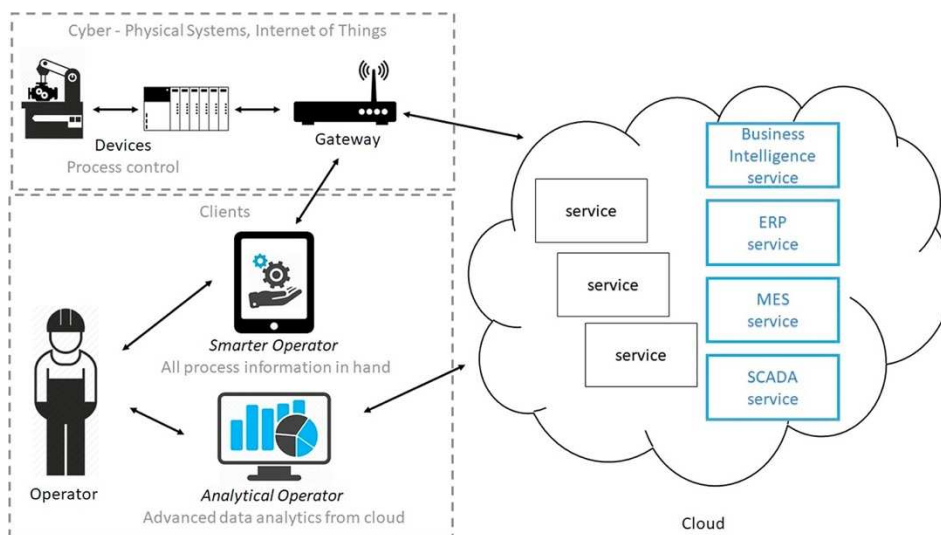 Cyber - Physical Systems, Internet of Things
Devices
Process control
Gateway
Clients
Smarter Operator
All process information in hand
Operator
Analytical Operator
Advanced data analytics from cloud
service
service
service
Business
Intelligence
service
ERP
service
MES
service
SCADA
service
Cloud